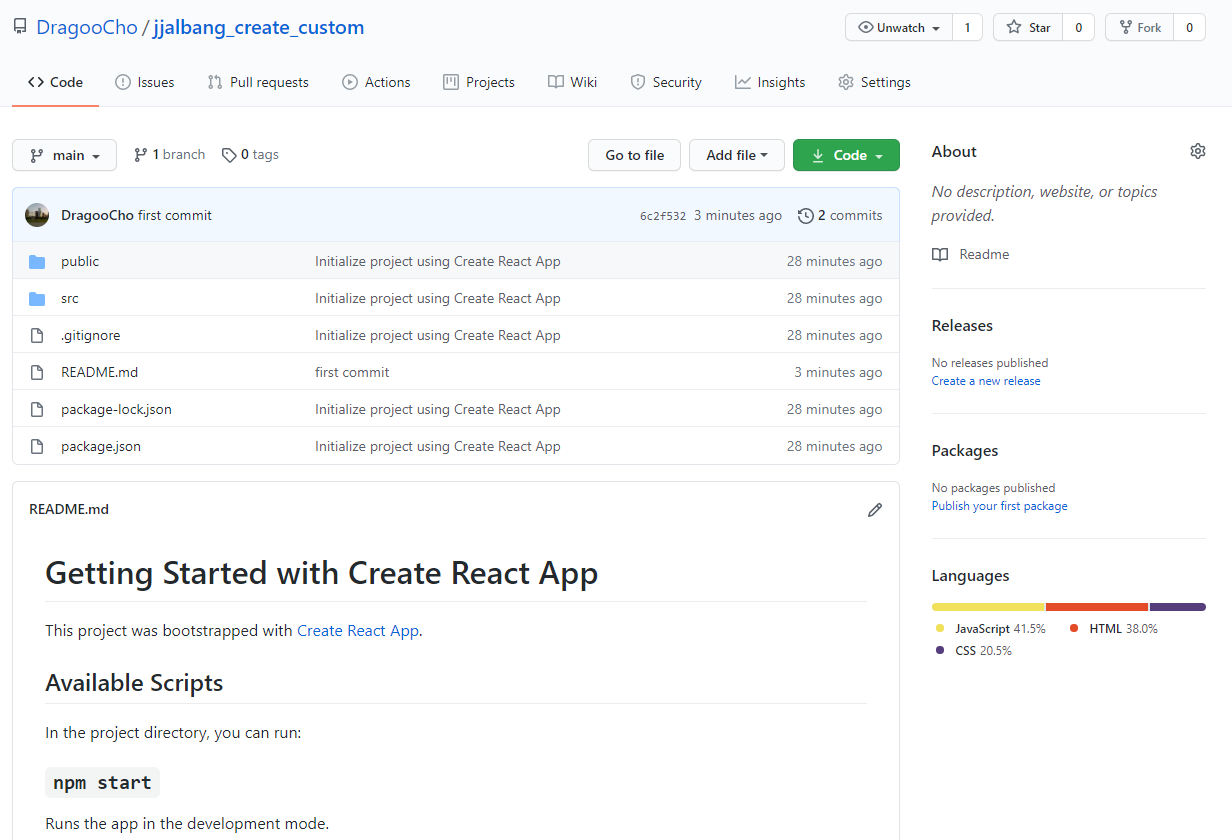 DragooCho / jjalbang_create_custom
Unwatch 1 Star 0 Fork 0
Code Issues Pull requests Actions Projects Wiki Security Insights Settings
main 1 branch 0 tags Go to file Add file Code
DragooCho first commit 6c2f532 3 minutes ago 2 commits
public Initialize project using Create React App 28 minutes ago
src Initialize project using Create React App 28 minutes ago
.gitignore Initialize project using Create React App 28 minutes ago
README.md first commit 3 minutes ago
package-lock.json Initialize project using Create React App 28 minutes ago
package.json Initialize project using Create React App 28 minutes ago
README.md
Getting Started with Create React App
This project was bootstrapped with Create React App.
Available Scripts
In the project directory, you can run:
npm start
Runs the app in the development mode.
About
No description, website, or topics
provided.
Readme
Releases
No releases published
Create a new release
Packages
No packages published
Publish your first package
Languages
JavaScript 41.5% HTML 38.0%
CSS 20.5%